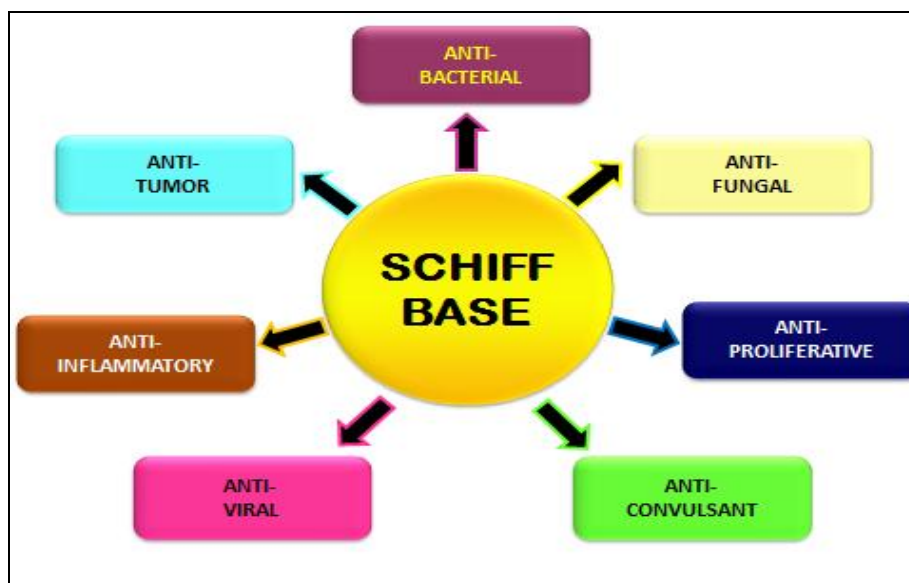 ANTI-
BACTERIAL
ANTI-
TUMOR
ANTI-
FUNGAL
SCHIFF
BASE
ANTI-
INFLAMMATORY
ANTI-
PROLIFERATIVE
ANTI-
VIRAL
ANTI-
CONVULSANT